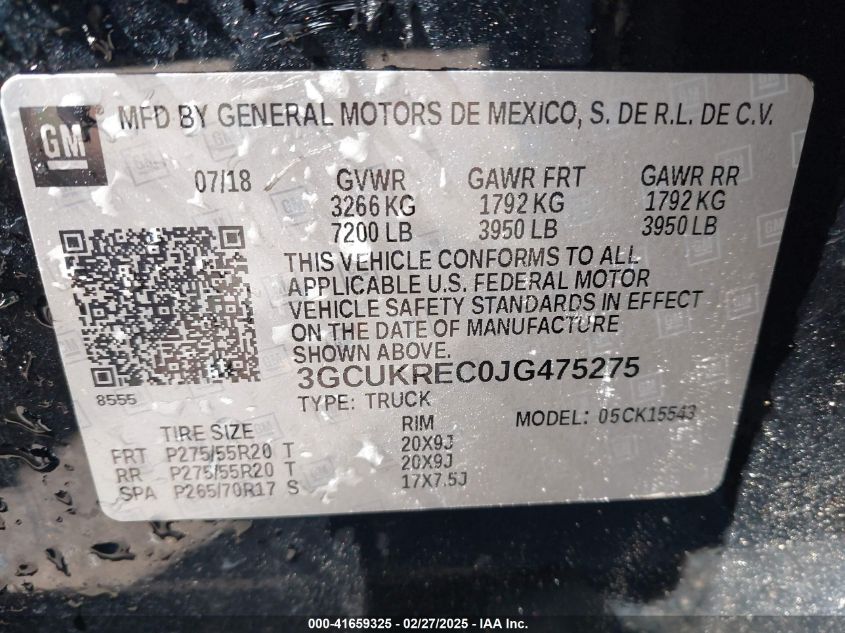 GM ® MFD BY GENERAL MOTORS DE MEXICO, S. DE R.L. DE C.V.
07/18 GVWR GAWR FRT GAWR RR
3266 KG 1792 KG 1792 KG
7200 LB 3950 LB 3950 LB
THIS VEHICLE CONFORMS TO ALL
APPLICABLE U.S. FEDERAL MOTOR
VEHICLE SAFETY STANDARDS IN EFFECT
ON THE DATE OF MANUFACTURE
SHOWN ABOVE.
3GCUKREC0JG475275
8555 TYPE: TRUCK MODEL: 05CK15543
TIRE SIZE RIM
FRT P275/55R20 T 20X9J
RR P275/55R20 T 20X9J
SPA P265/70R17 S 17X7.5J
000-41659325 - 02/27/2025 - IAA Inc.